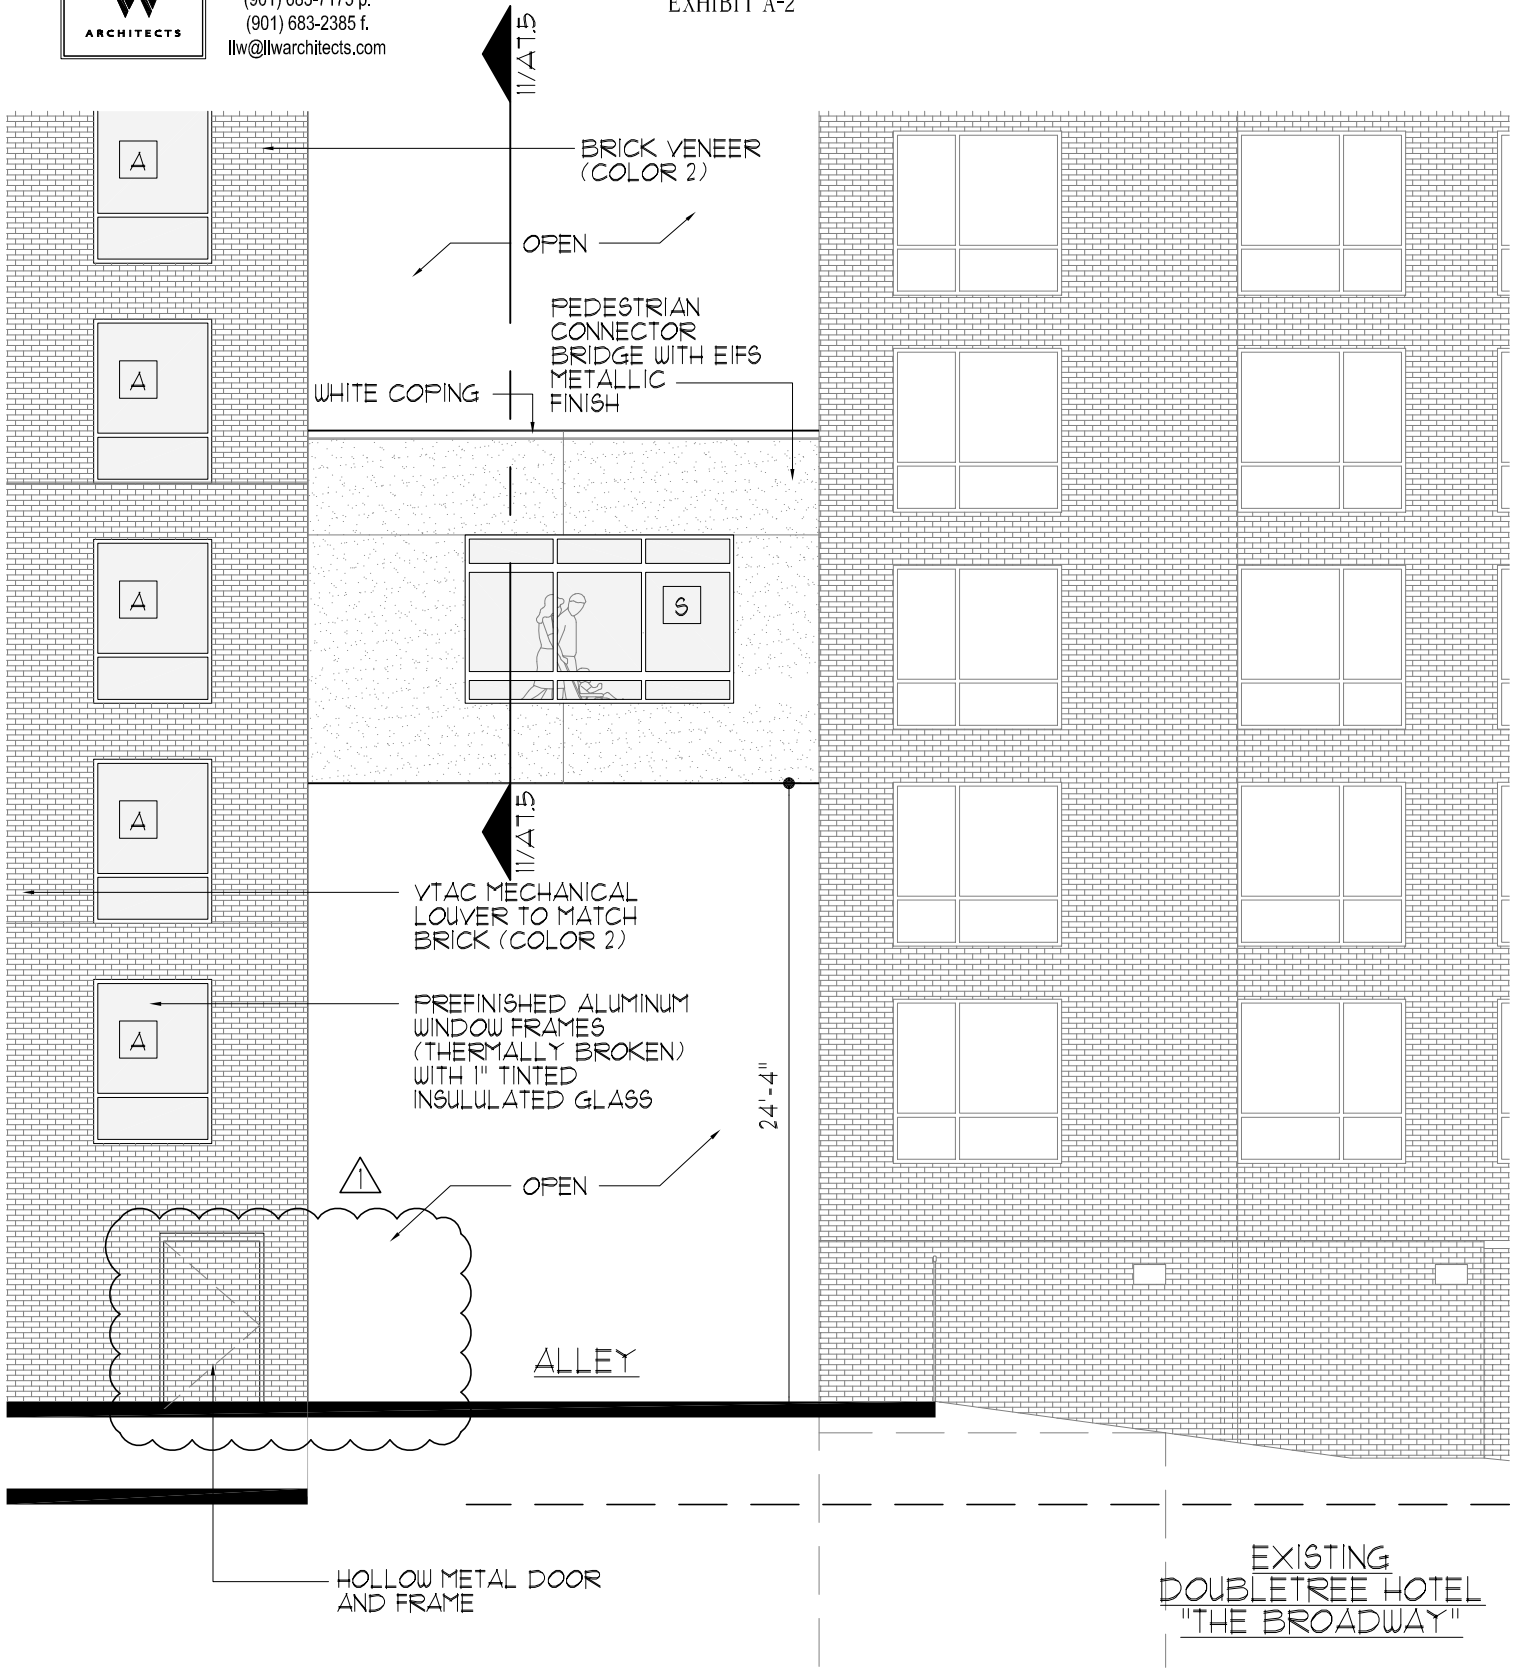 W
ARCHITECTS
(901) 683-7175 p.
(901) 683-2385 f.
llw@llwarchitects.com
EXHIBIT A-2
11/A7.5
BRICK VENEER
(COLOR 2)
OPEN
PEDESTRIAN
CONNECTOR
BRIDGE WITH EIFS
METALLIC
FINISH
WHITE COPING
A
A
A
A
A
S
11/A7.5
VTAC MECHANICAL
LOUVER TO MATCH
BRICK (COLOR 2)
PREFINISHED ALUMINUM
WINDOW FRAMES
(THERMALLY BROKEN)
WITH 1" TINTED
INSULULATED GLASS
24'-4"
1
OPEN
ALLEY
HOLLOW METAL DOOR
AND FRAME
EXISTING
DOUBLETREE HOTEL
"THE BROADWAY"